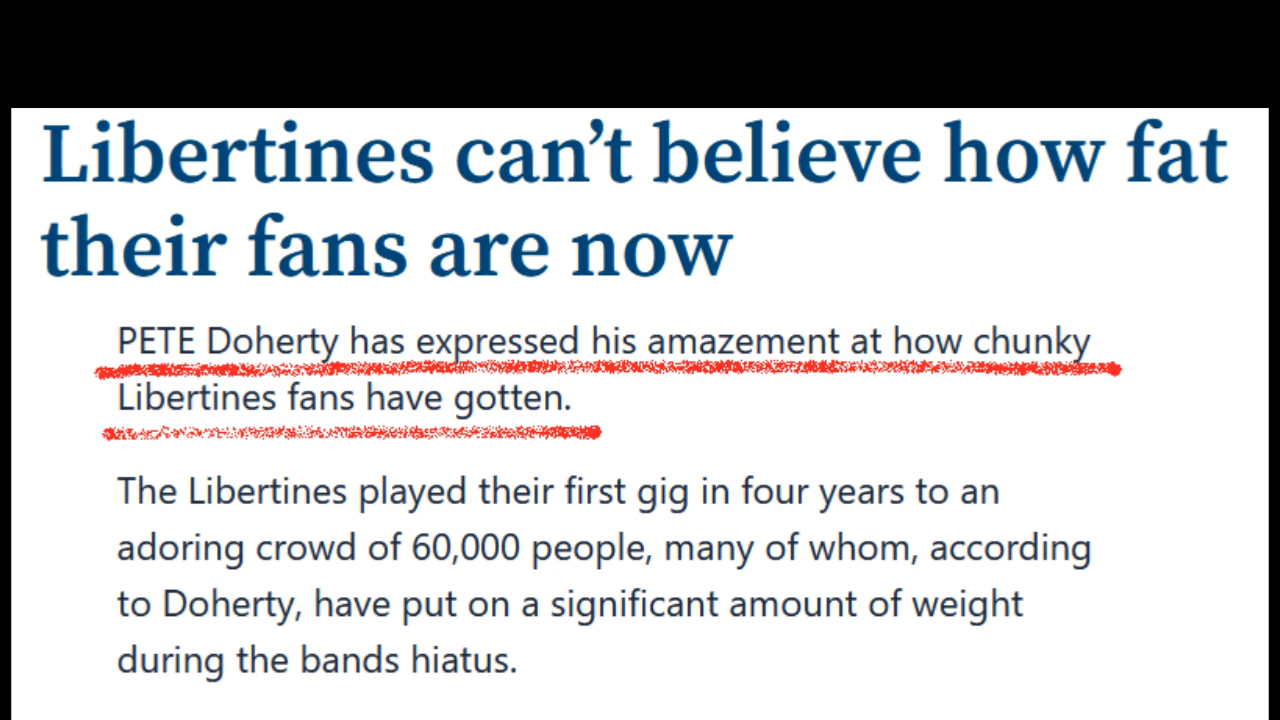 Libertines can’t believe how fat
their fans are now
PETE Doherty has expressed his amazement at how chunky
Libertines fans have gotten.
The Libertines played their first gig in four years to an
adoring crowd of 60,000 people, many of whom, according
to Doherty, have put on a significant amount of weight
during the bands hiatus.